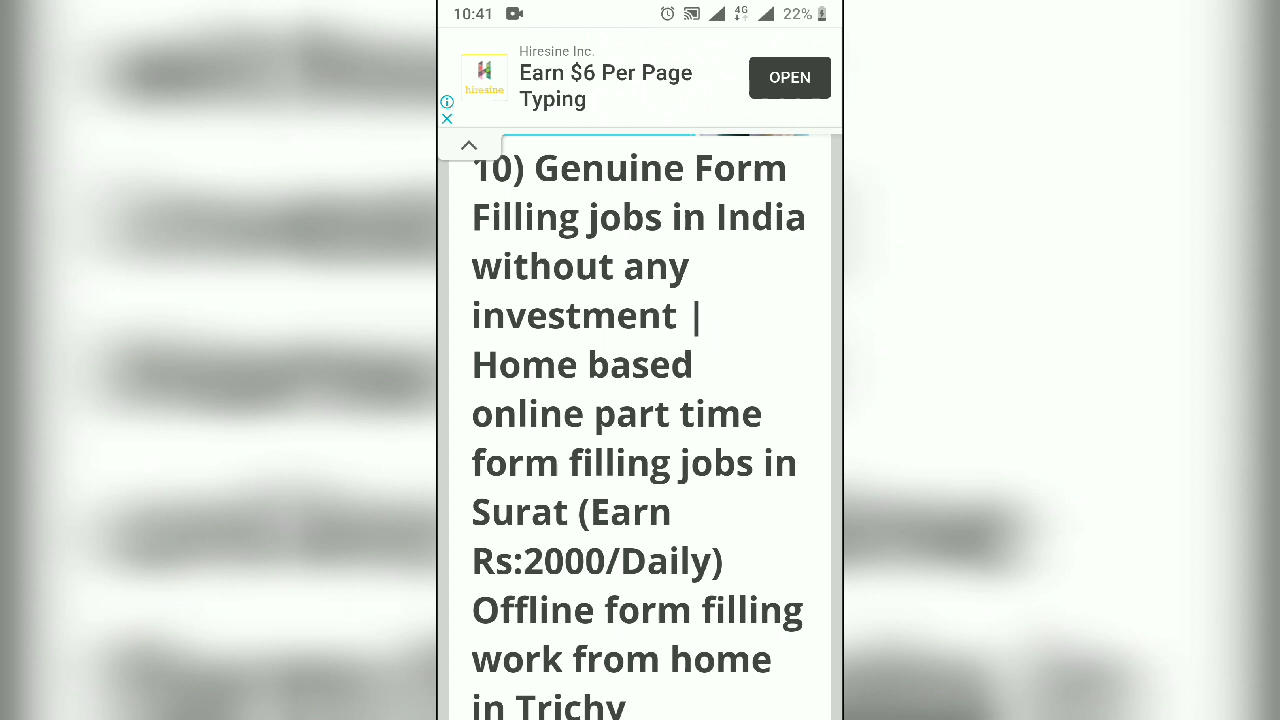 10:41
4G
22%
Hiresine Inc.
Earn $6 Per Page
Typing
hiresine
OPEN
10) Genuine Form
Filling jobs in India
without any
investment |
Home based
online part time
form filling jobs in
Surat (Earn
Rs:2000/Daily)
Offline form filling
work from home
in Trichy